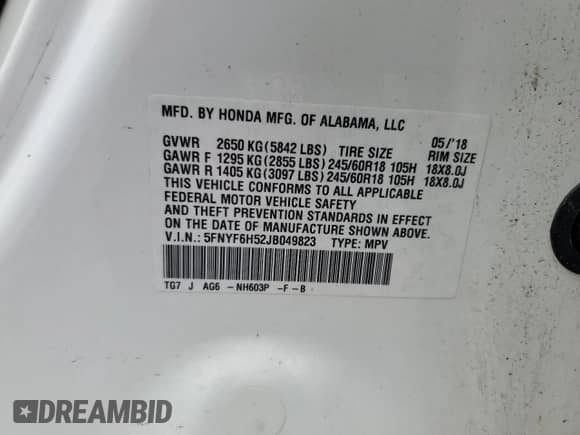 MFD. BY HONDA MFG. OF ALABAMA, LLC
GVWR 2650 KG (5842 LBS) TIRE SIZE 05/'18 RIM SIZE
GAWR F 1295 KG (2855 LBS) 245/60R18 105H 18X8.0J
GAWR R 1405 KG (3097 LBS) 245/60R18 105H 18X8.0J
THIS VEHICLE CONFORMS TO ALL APPLICABLE
FEDERAL MOTOR VEHICLE SAFETY
AND THEFT PREVENTION STANDARDS IN EFFECT
ON THE DATE OF MANUFACTURE SHOWN ABOVE.
V.I.N.: 5FNYF6H52JB049823 TYPE: MPV
TG7 J AG6 -NH603P -F -B
DREAMBID